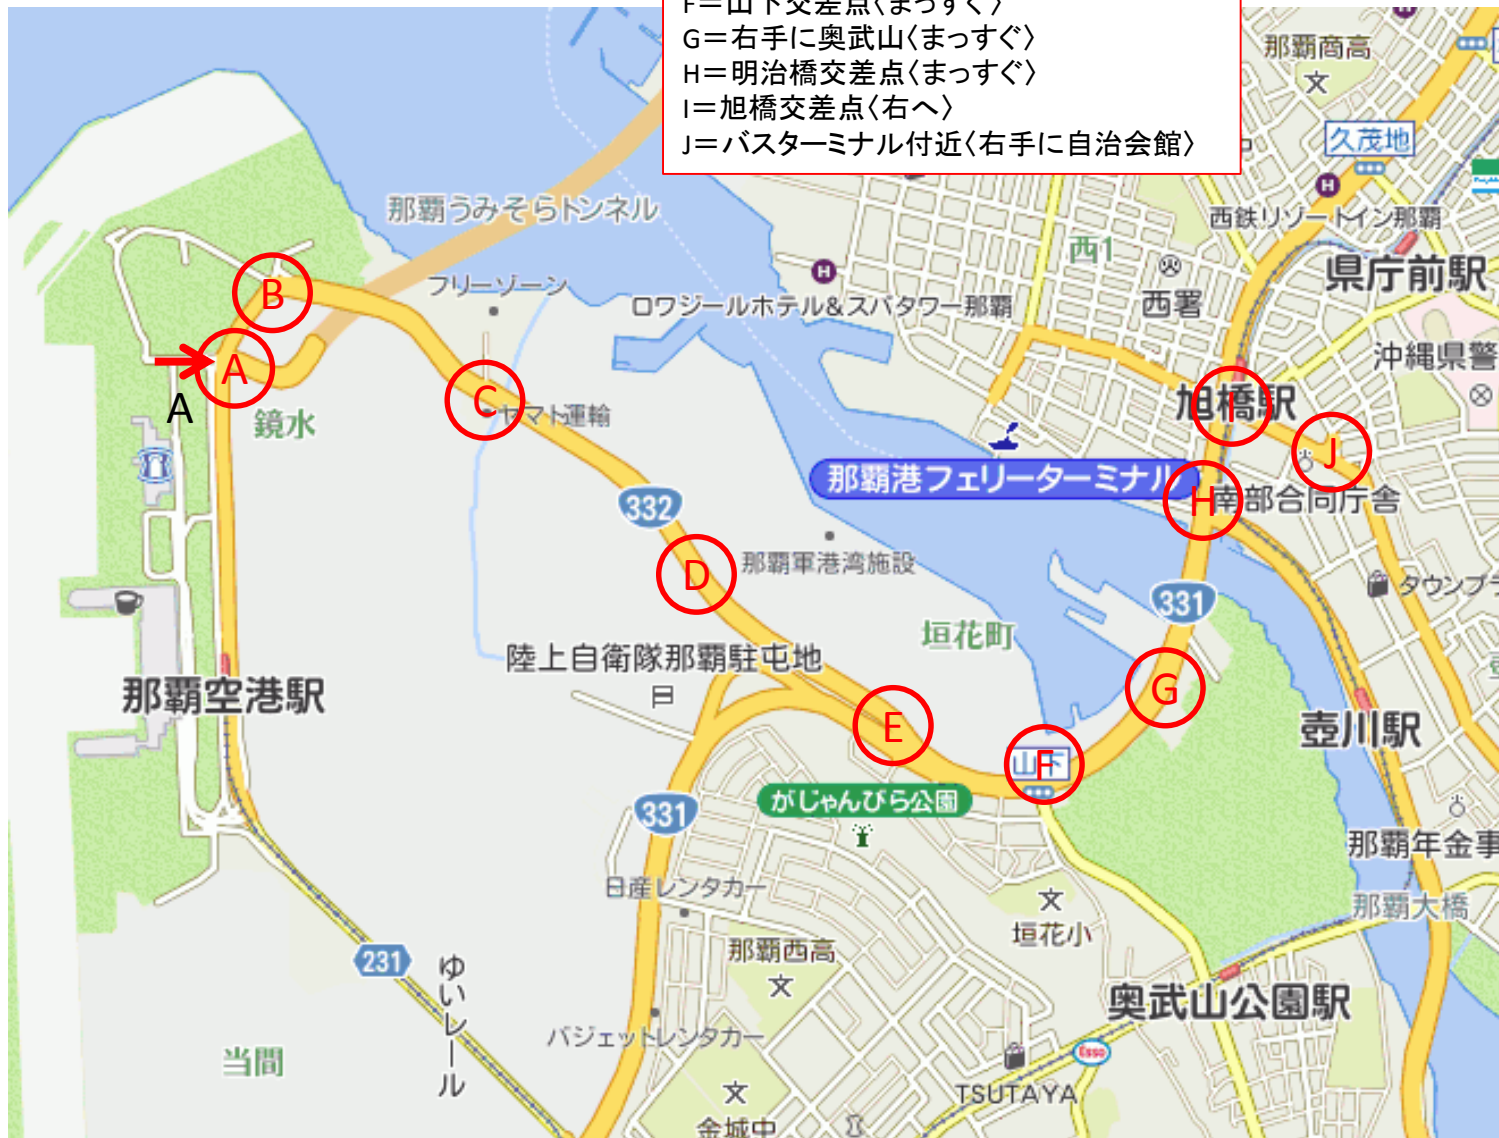 F＝山下交差点〈まっすぐ〉
G＝右手に奥武山〈まっすぐ〉
H＝明治橋交差点〈まっすぐ〉
I＝旭橋交差点〈右へ〉
J＝バスターミナル付近〈右手に自治会館〉
那覇商高
久茂地
那覇うみそらトンネル
西鉄リゾートイン那覇
西1
県庁前駅
B
フリーゾーン
ロワジールホテル&スパタワー那覇
西署
沖縄県警
A
A
鏡水
C
ヤマト運輸
旭橋駅
I
J
那覇港フェリーターミナル
H
南部合同庁舎
332
D
那覇軍港湾施設
タウンプラ
331
垣花町
陸上自衛隊那覇駐屯地
那覇空港駅
G
壺川駅
E
山下
F
がじゃんびら公園
331
那覇年金事
日産レンタカー
那覇大橋
垣花小
那覇西高
231
ゆいレール
奥武山公園駅
バジェットレンタカー
当間
Esso
TSUTAYA
金城中